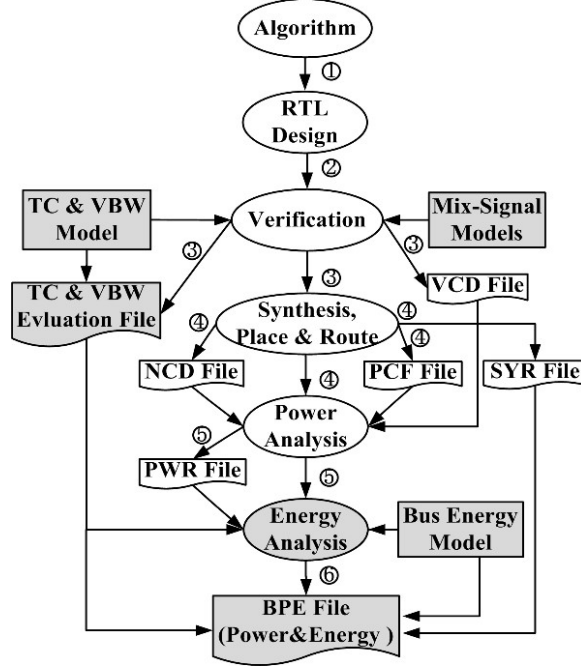 Algorithm
①
RTL
Design
②
TC & VBW
Model
Verification
Mix-Signal
Models
③
③
③
VCD File
TC & VBW
Evluation File
Synthesis,
Place & Route
④
④
④
④
NCD File
PCF File
SYR File
Power
Analysis
⑤
⑤
PWR File
Energy
Analysis
Bus Energy
Model
⑥
BPE File
(Power&Energy )